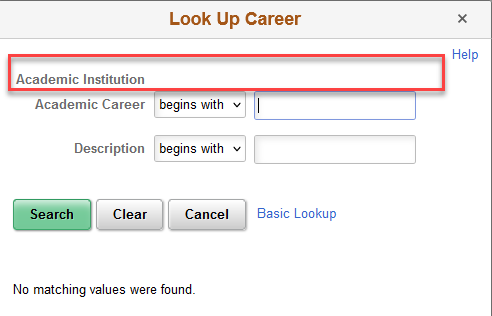 Look Up Career ×
Help
Academic Institution
Academic Career begins with
Description begins with
Search Clear Cancel Basic Lookup
No matching values were found.